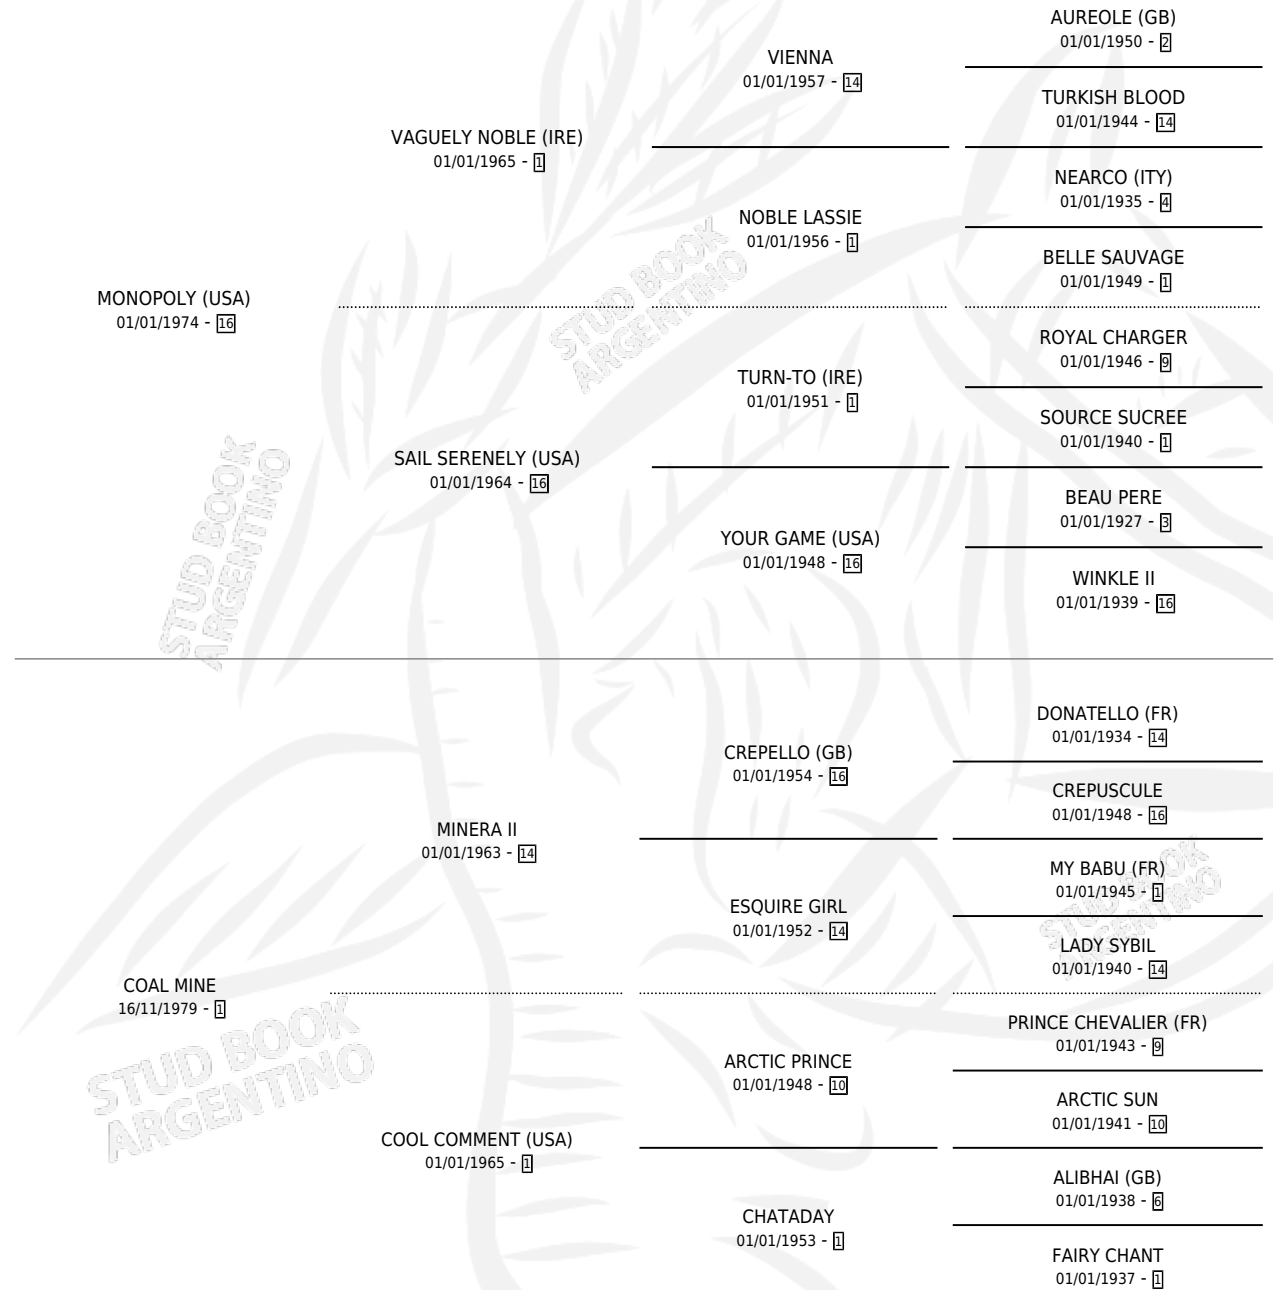 AUREOLE (GB)
01/01/1950 - 2
VIENNA
01/01/1957 - 14
TURKISH BLOOD
01/01/1944 - 14
VAGUELY NOBLE (IRE)
01/01/1965 - 1
NEARCO (ITY)
01/01/1935 - 4
NOBLE LASSIE
01/01/1956 - 1
BELLE SAUVAGE
01/01/1949 - 1
MONOPOLY (USA)
01/01/1974 - 16
STUD BOOK
ARGENTINO
ROYAL CHARGER
01/01/1946 - 9
TURN-TO (IRE)
01/01/1951 - 1
SOURCE SUCREE
01/01/1940 - 1
SAIL SERENELY (USA)
01/01/1964 - 16
BEAU PERE
01/01/1927 - 3
YOUR GAME (USA)
01/01/1948 - 16
WINKLE II
01/01/1939 - 16
STUD BOOK
ARGENTINO
DONATELLO (FR)
01/01/1934 - 14
CREPELLO (GB)
01/01/1954 - 16
CREPUSCULE
01/01/1948 - 16
MINERA II
01/01/1963 - 14
MY BABU (FR)
01/01/1945 - 1
ESQUIRE GIRL
01/01/1952 - 14
STUD BOOK
ARGENTINO
LADY SYBIL
01/01/1940 - 14
COAL MINE
16/11/1979 - 1
PRINCE CHEVALIER (FR)
01/01/1943 - 9
ARCTIC PRINCE
01/01/1948 - 10
ARCTIC SUN
01/01/1941 - 10
STUD BOOK
ARGENTINO
COOL COMMENT (USA)
01/01/1965 - 1
ALIBHAI (GB)
01/01/1938 - 6
CHATADAY
01/01/1953 - 1
FAIRY CHANT
01/01/1937 - 1